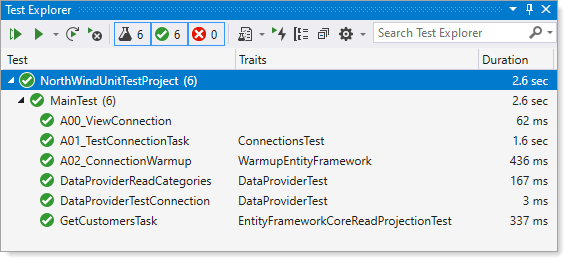 Test Explorer
6 6 0 Search Test Explorer
Test Traits Duration
NorthWindUnitTestProject (6) 2.6 sec
MainTest (6) 2.6 sec
A00_ViewConnection 62 ms
A01_TestConnectionTask ConnectionsTest 1.6 sec
A02_ConnectionWarmup WarmupEntityFramework 436 ms
DataProviderReadCategories DataProviderTest 167 ms
DataProviderTestConnection DataProviderTest 3 ms
GetCustomersTask EntityFrameworkCoreReadProjectionTest 337 ms